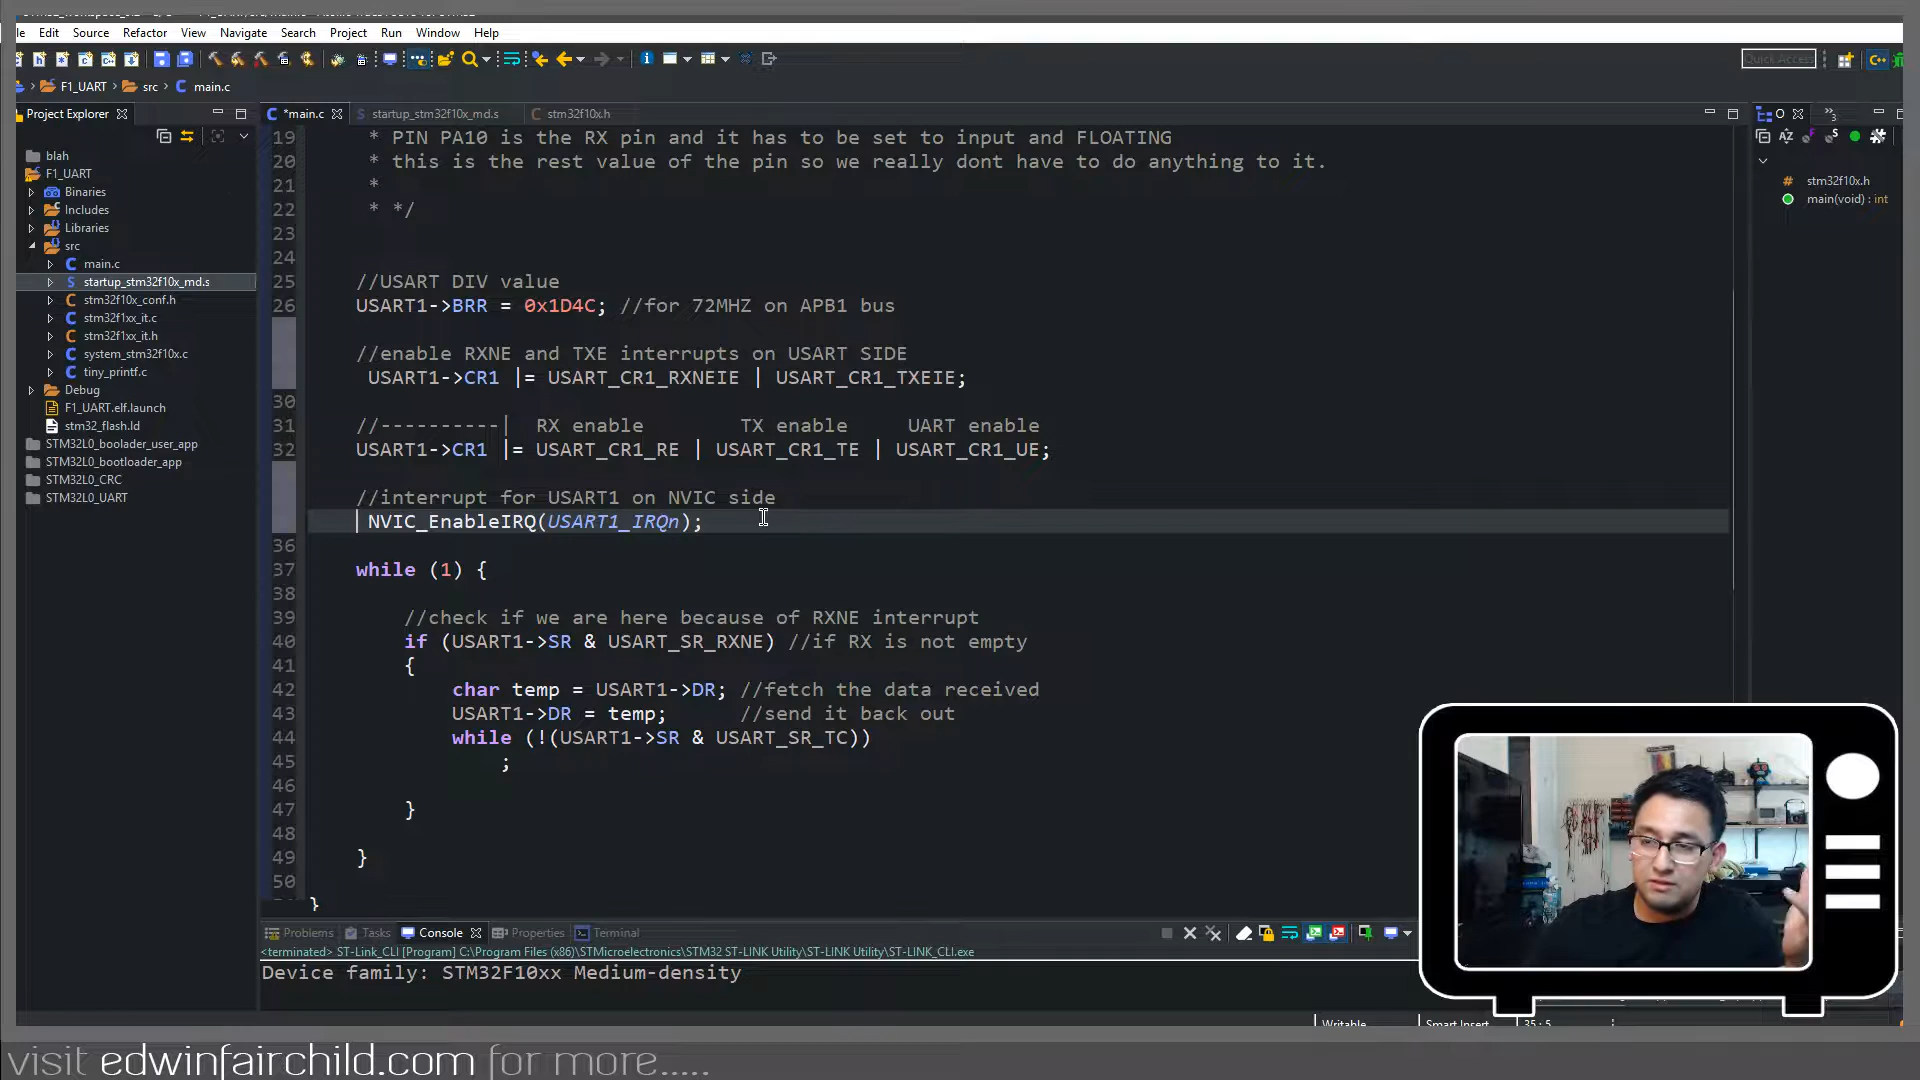 le Edit Source Refactor View Navigate Search Project Run Window Help
Quick Access
F1_UART src main.c
Project Explorer
*main.c startup_stm32f10x_md.s stm32f10x.h
blah
F1_UART
Binaries
Includes
Libraries
src
main.c
startup_stm32f10x_md.s
stm32f10x_conf.h
stm32f1xx_it.c
stm32f1xx_it.h
system_stm32f10x.c
tiny_printf.c
Debug
F1_UART.elf.launch
stm32_flash.ld
STM32L0_boolader_user_app
STM32L0_bootloader_app
STM32L0_CRC
STM32L0_UART
19 * PIN PA10 is the RX pin and it has to be set to input and FLOATING
20 * this is the rest value of the pin so we really dont have to do anything to it.
21 *
22 * */
23
24
25 //USART DIV value
26 USART1->BRR = 0x1D4C; //for 72MHZ on APB1 bus
//enable RXNE and TXE interrupts on USART SIDE
USART1->CR1 |= USART_CR1_RXNEIE | USART_CR1_TXEIE;
30
31 //----------| RX enable TX enable UART enable
32 USART1->CR1 |= USART_CR1_RE | USART_CR1_TE | USART_CR1_UE;
//interrupt for USART1 on NVIC side
NVIC_EnableIRQ(USART1_IRQn);
36
37 while (1) {
38
39 //check if we are here because of RXNE interrupt
40 if (USART1->SR & USART_SR_RXNE) //if RX is not empty
41 {
42 char temp = USART1->DR; //fetch the data received
43 USART1->DR = temp; //send it back out
44 while (!(USART1->SR & USART_SR_TC))
45 ;
46
47 }
48
49 }
50
}
O
stm32f10x.h
main(void) : int
Problems Tasks Console Properties Terminal
<terminated> ST-Link_CLI [Program] C:\Program Files (x86)\STMicroelectronics\STM32 ST-LINK Utility\ST-LINK Utility\ST-LINK_CLI.exe
Device family: STM32F10xx Medium-density
Writable Smart Insert 35 : 5
visit edwinfairchild.com for more.....